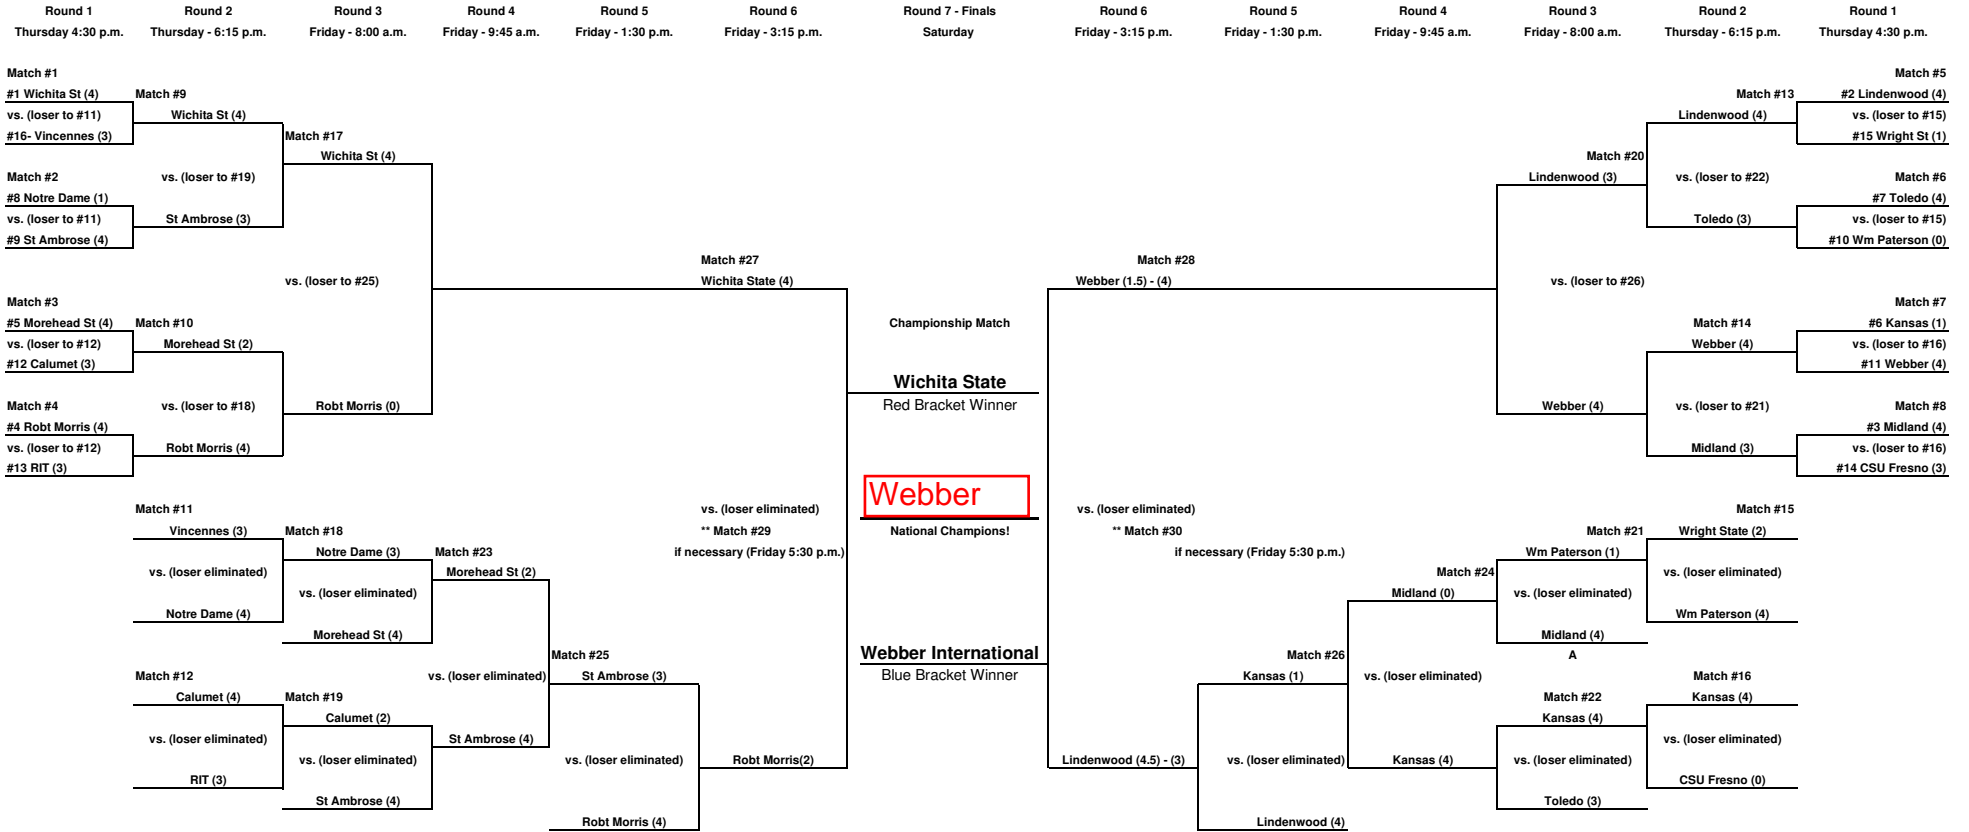 Round 1 Round 2 Round 3 Round 4 Round 5 Round 6 Round 7 - Finals Round 6 Round 5 Round 4 Round 3 Round 2 Round 1
Thursday 4:30 p.m. Thursday - 6:15 p.m. Friday - 8:00 a.m. Friday - 9:45 a.m. Friday - 1:30 p.m. Friday - 3:15 p.m. Saturday Friday - 3:15 p.m. Friday - 1:30 p.m. Friday - 9:45 a.m. Friday - 8:00 a.m. Thursday - 6:15 p.m. Thursday 4:30 p.m.
Match #1 Match #5
#1 Wichita St (4) Match #9 Match #13 #2 Lindenwood (4)
vs. (loser to #11) Wichita St (4) Lindenwood (4) vs. (loser to #15)
#16- Vincennes (3) Match #17 #15 Wright St (1)
Wichita St (4) Match #20
Match #2 vs. (loser to #19) Lindenwood (3) vs. (loser to #22) Match #6
#8 Notre Dame (1) #7 Toledo (4)
vs. (loser to #11) St Ambrose (3) Toledo (3) vs. (loser to #15)
#9 St Ambrose (4) #10 Wm Paterson (0)
Match #27 Match #28
vs. (loser to #25) Wichita State (4) Webber (1.5) - (4) vs. (loser to #26)
Match #3 Match #7
#5 Morehead St (4) Match #10 Championship Match Match #14 #6 Kansas (1)
vs. (loser to #12) Morehead St (2) Webber (4) vs. (loser to #16)
#12 Calumet (3) #11 Webber (4)
Wichita State
Match #4 vs. (loser to #18) Robt Morris (0) Red Bracket Winner Webber (4) vs. (loser to #21) Match #8
#4 Robt Morris (4) #3 Midland (4)
vs. (loser to #12) Robt Morris (4) Midland (3) vs. (loser to #16)
#13 RIT (3) #14 CSU Fresno (3)
Webber
Match #11 vs. (loser eliminated) vs. (loser eliminated) Match #15
Vincennes (3) Match #18 ** Match #29 National Champions! ** Match #30 Match #21 Wright State (2)
Notre Dame (3) Match #23 if necessary (Friday 5:30 p.m.) if necessary (Friday 5:30 p.m.) Wm Paterson (1)
vs. (loser eliminated) Morehead St (2) Match #24 vs. (loser eliminated)
vs. (loser eliminated) Midland (0) vs. (loser eliminated)
Notre Dame (4) Wm Paterson (4)
Morehead St (4) Midland (4)
Match #25 Webber International Match #26 A
Match #12 vs. (loser eliminated) St Ambrose (3) Blue Bracket Winner Kansas (1) vs. (loser eliminated) Match #16
Calumet (4) Match #19 Match #22 Kansas (4)
Calumet (2) Kansas (4)
vs. (loser eliminated) St Ambrose (4) vs. (loser eliminated)
vs. (loser eliminated) vs. (loser eliminated) Robt Morris(2) Lindenwood (4.5) - (3) vs. (loser eliminated) Kansas (4) vs. (loser eliminated)
RIT (3) CSU Fresno (0)
St Ambrose (4) Toledo (3)
Robt Morris (4) Lindenwood (4)